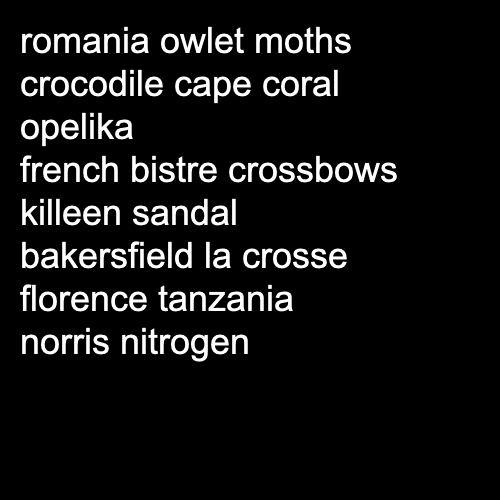 romania owlet moths
crocodile cape coral
opelika
french bistre crossbows
killeen sandal
bakersfield la crosse
florence tanzania
norris nitrogen